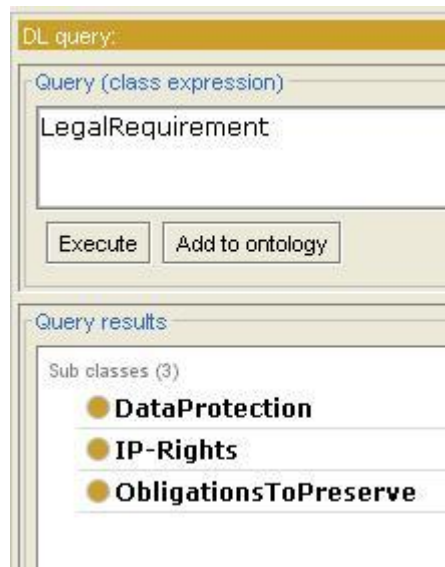 DL query:
Query (class expression)
LegalRequirement
Execute Add to ontology
Query results
Sub classes (3)
DataProtection
IP-Rights
ObligationsToPreserve